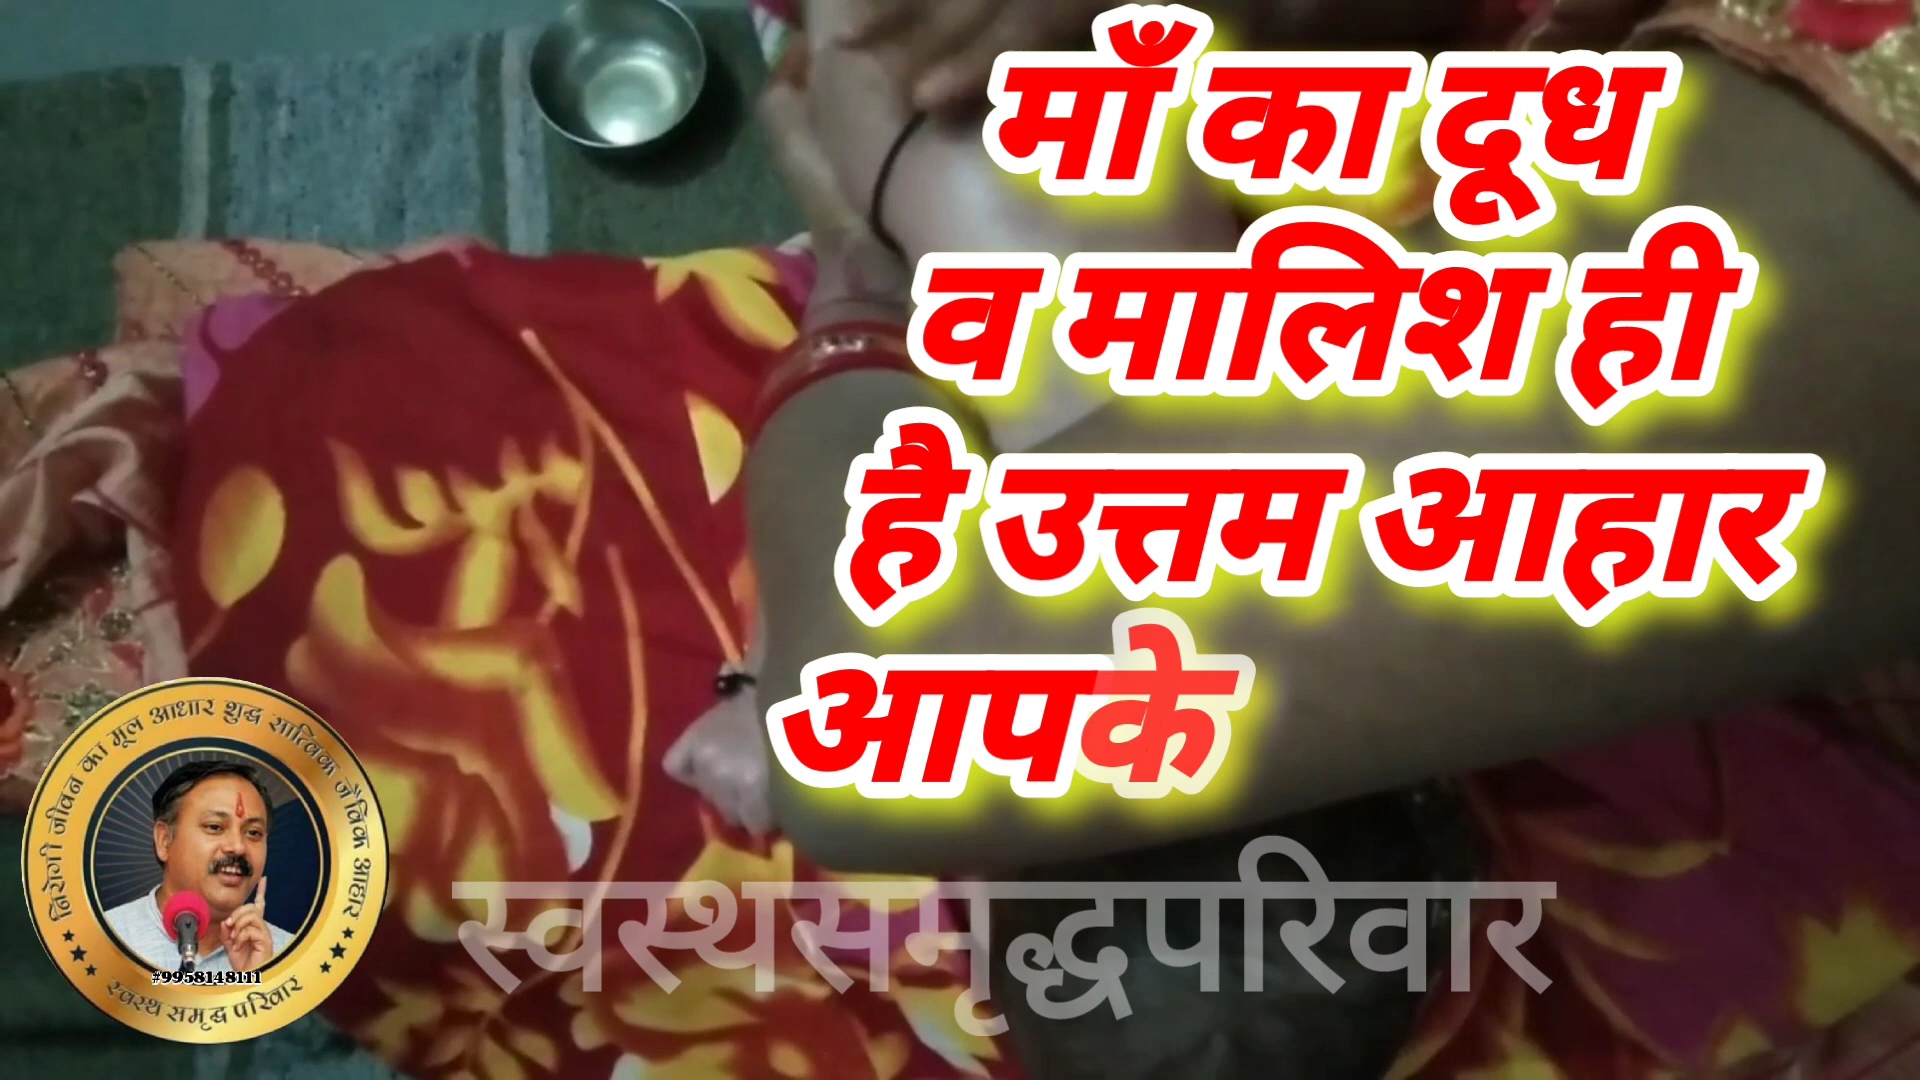 माँ का दूध
व मालिश ही
है उत्तम आहार
आपके
स्वस्थसमृद्धपरिवार
निरोगी जीवन का मूल आधार शुद्ध सात्विक जैविक आहार
#9958148111
स्वस्थ समृद्ध परिवार